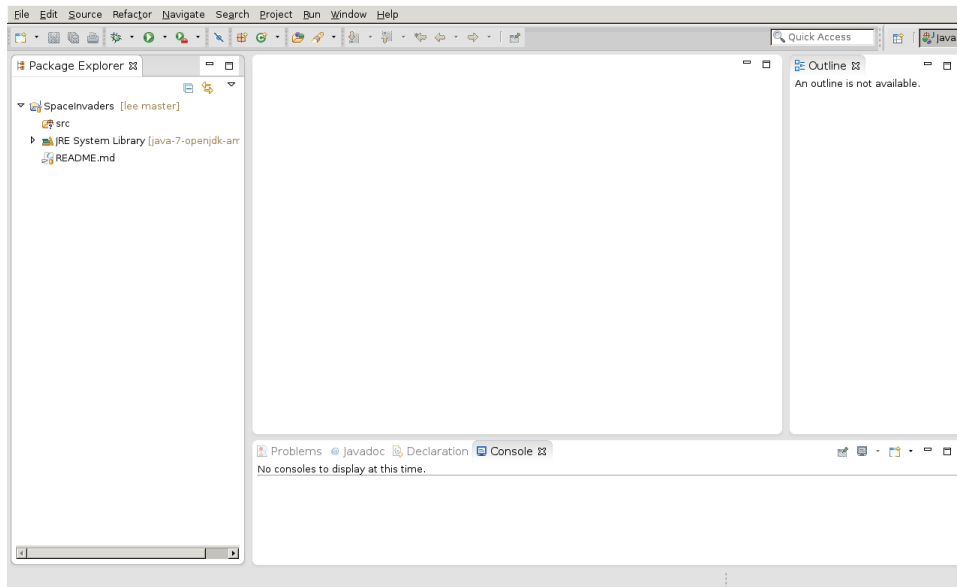 File Edit Source Refactor Navigate Search Project Run Window Help
Quick Access
Java
Package Explorer
Outline
An outline is not available.
SpaceInvaders [lee master]
src
JRE System Library [java-7-openjdk-am
README.md
Problems @ Javadoc Declaration Console
No consoles to display at this time.